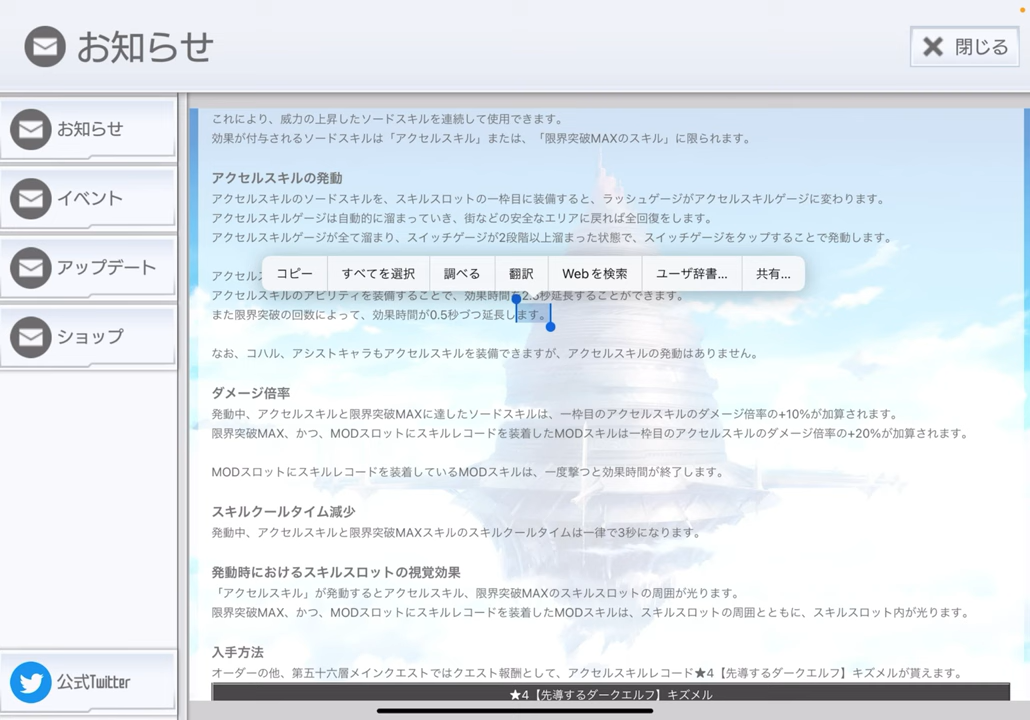 お知らせ
閉じる
お知らせ
イベント
アップデート
ショップ
公式Twitter
これにより、威力の上昇したソードスキルを連続して使用できます。
効果が付与されるソードスキルは「アクセルスキル」または、「限界突破MAXのスキル」に限られます。
アクセルスキルの発動
アクセルスキルのソードスキルを、スキルスロットの一枠目に装備すると、ラッシュゲージがアクセルスキルゲージに変わります。
アクセルスキルゲージは自動的に溜まっていき、街などの安全なエリアに戻れば全回復をします。
アクセルスキルゲージが全て溜まり、スイッチゲージが2段階以上溜まった状態で、スイッチゲージをタップすることで発動します。
コピー すべてを選択 調べる 翻訳 Webを検索 ユーザ辞書... 共有...
アクセル
アクセルスキルのアビリティを装備することで、効果時間を2.5秒延長することができます。
また限界突破の回数によって、効果時間が0.5秒づつ延長します。
なお、コハル、アシストキャラもアクセルスキルを装備できますが、アクセルスキルの発動はありません。
ダメージ倍率
発動中、アクセルスキルと限界突破MAXに達したソードスキルは、一枠目のアクセルスキルのダメージ倍率の+10%が加算されます。
限界突破MAX、かつ、MODスロットにスキルレコードを装着したMODスキルは一枠目のアクセルスキルのダメージ倍率の+20%が加算されます。
MODスロットにスキルレコードを装着しているMODスキルは、一度撃つと効果時間が終了します。
スキルクールタイム減少
発動中、アクセルスキルと限界突破MAXスキルのスキルクールタイムは一律で3秒になります。
発動時におけるスキルスロットの視覚効果
「アクセルスキル」が発動するとアクセルスキル、限界突破MAXのスキルスロットの周囲が光ります。
限界突破MAX、かつ、MODスロットにスキルレコードを装着したMODスキルは、スキルスロットの周囲とともに、スキルスロット内が光ります。
入手方法
オーダーの他、第五十六層メインクエストではクエスト報酬として、アクセルスキルレコード★4【先導するダークエルフ】キズメルが貰えます。
★4【先導するダークエルフ】キズメル